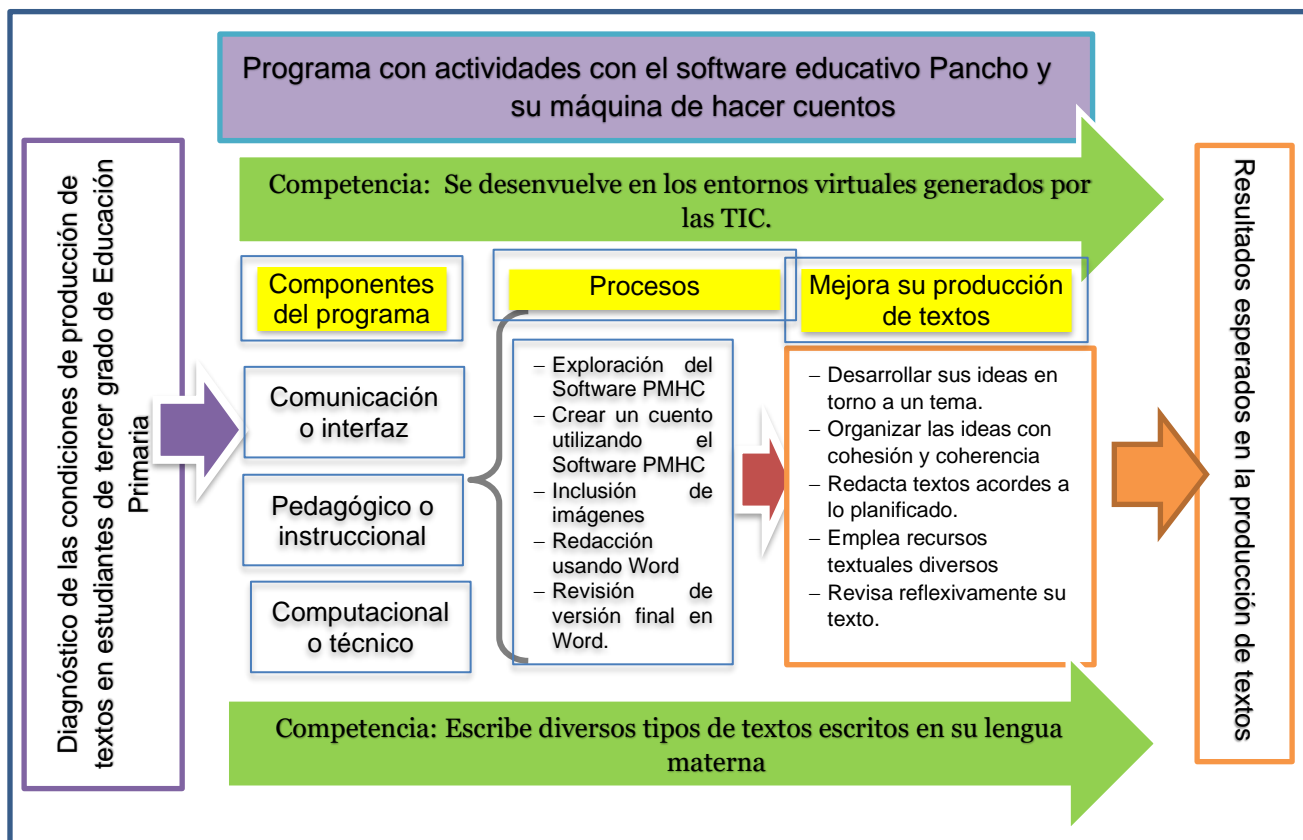 Programa con actividades con el software educativo Pancho y
su máquina de hacer cuentos
Diagnóstico de las condiciones de producción de
textos en estudiantes de tercer grado de Educación
Primaria
Competencia: Se desenvuelve en los entornos virtuales generados por
las TIC.
Componentes
del programa
Comunicación
o interfaz
Pedagógico o
instruccional
Computacional
o técnico
Procesos
– Exploración del
Software PMHC
– Crear un cuento
utilizando el
Software PMHC
– Inclusión de
imágenes
– Redacción
usando Word
– Revisión de
versión final en
Word.
Mejora su producción
de textos
– Desarrollar sus ideas en
torno a un tema.
– Organizar las ideas con
cohesión y coherencia
– Redacta textos acordes a
lo planificado.
– Emplea recursos
textuales diversos
– Revisa reflexivamente su
texto.
Competencia: Escribe diversos tipos de textos escritos en su lengua
materna
Resultados esperados en la producción de textos